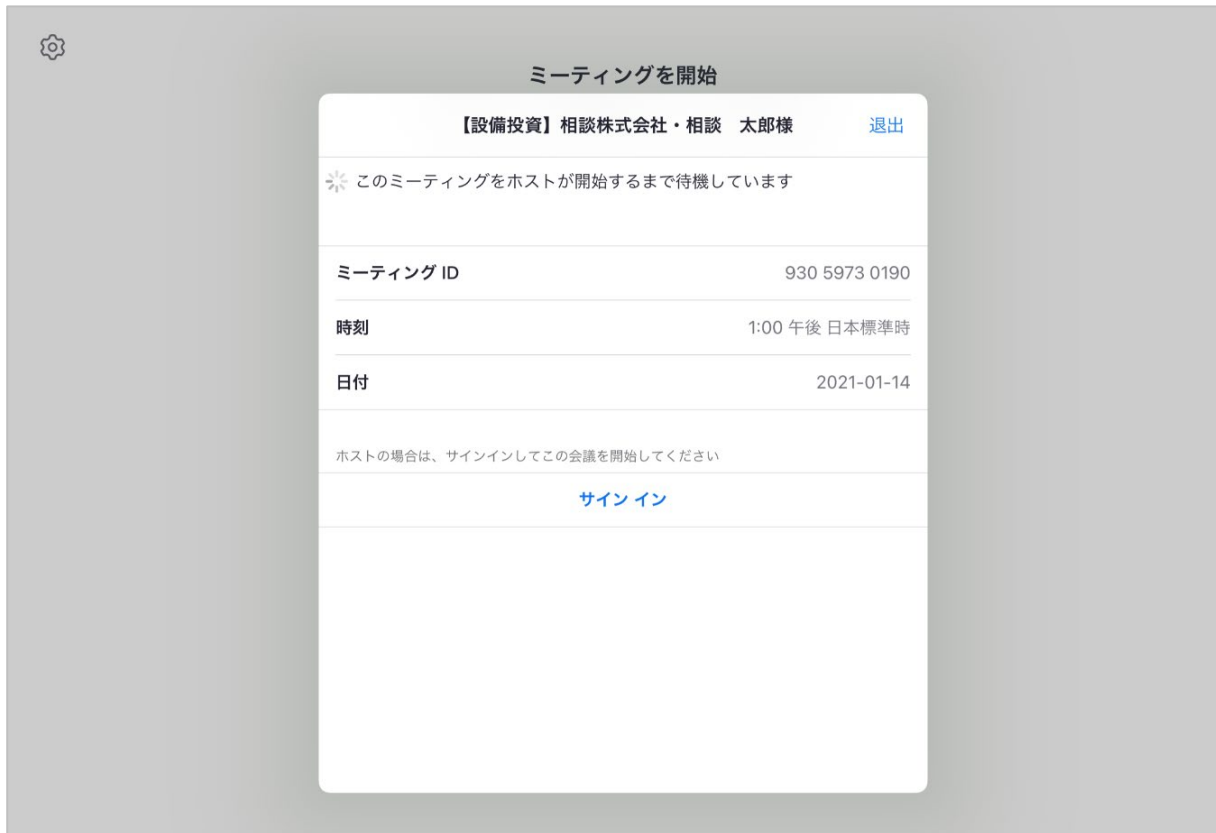 ミーティングを開始
【設備投資】相談株式会社・相談　太郎様 退出
このミーティングをホストが開始するまで待機しています
ミーティング ID 930 5973 0190
時刻 1:00 午後 日本標準時
日付 2021-01-14
ホストの場合は、サインインしてこの会議を開始してください
サイン イン